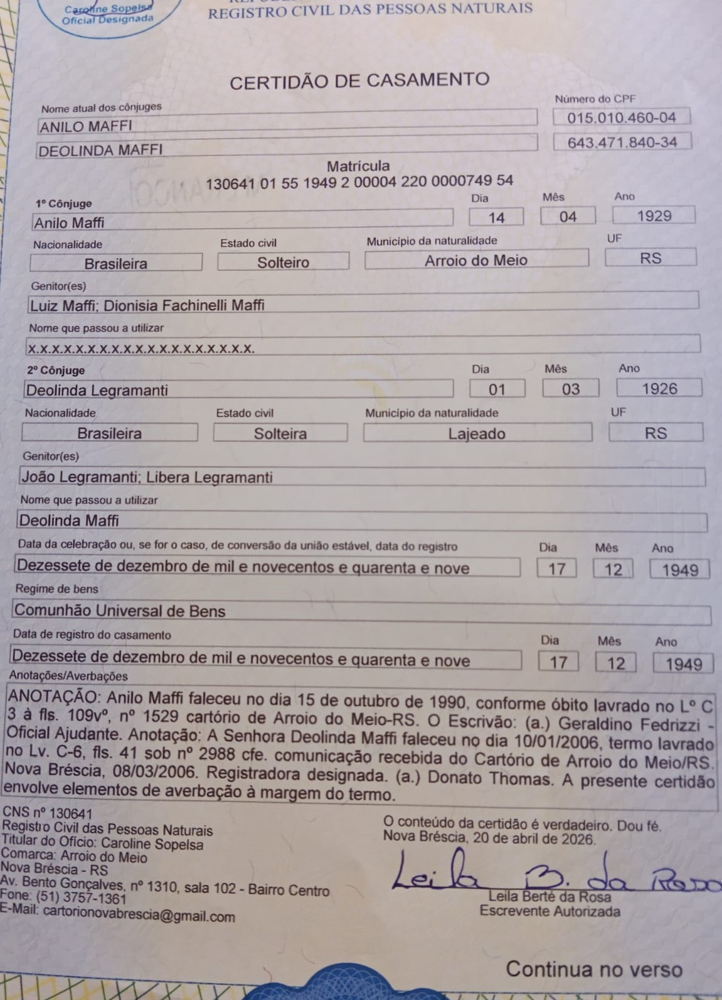 Caroline Sopelsa
Oficial Designada
REGISTRO CIVIL DAS PESSOAS NATURAIS
CERTIDÃO DE CASAMENTO
Nome atual dos cônjuges
Número do CPF
ANILO MAFFI
015.010.460-04
DEOLINDA MAFFI
643.471.840-34
Matrícula
130641 01 55 1949 2 00004 220 0000749 54
1º Cônjuge Dia Mês Ano
Anilo Maffi 14 04 1929
Nacionalidade Estado civil Município da naturalidade UF
Brasileira Solteiro Arroio do Meio RS
Genitor(es)
Luiz Maffi; Dionisia Fachinelli Maffi
Nome que passou a utilizar
x.x.x.x.x.x.x.x.x.x.x.x.x.x.x.x.x.x.x.
2º Cônjuge Dia Mês Ano
Deolinda Legramanti 01 03 1926
Nacionalidade Estado civil Município da naturalidade UF
Brasileira Solteira Lajeado RS
Genitor(es)
João Legramanti; Libera Legramanti
Nome que passou a utilizar
Deolinda Maffi
Data da celebração ou, se for o caso, de conversão da união estável, data do registro Dia Mês Ano
Dezessete de dezembro de mil e novecentos e quarenta e nove 17 12 1949
Regime de bens
Comunhão Universal de Bens
Data de registro do casamento Dia Mês Ano
Dezessete de dezembro de mil e novecentos e quarenta e nove 17 12 1949
Anotações/Averbações
ANOTAÇÃO: Anilo Maffi faleceu no dia 15 de outubro de 1990, conforme óbito lavrado no Lº C
3 à fls. 109vº, nº 1529 cartório de Arroio do Meio-RS. O Escrivão: (a.) Geraldino Fedrizzi -
Oficial Ajudante. Anotação: A Senhora Deolinda Maffi faleceu no dia 10/01/2006, termo lavrado
no Lv. C-6, fls. 41 sob nº 2988 cfe. comunicação recebida do Cartório de Arroio do Meio/RS.
Nova Bréscia, 08/03/2006. Registradora designada. (a.) Donato Thomas. A presente certidão
envolve elementos de averbação à margem do termo.
CNS nº 130641
Registro Civil das Pessoas Naturais
Titular do Ofício: Caroline Sopelsa
Comarca: Arroio do Meio
Nova Bréscia - RS
Av. Bento Gonçalves, nº 1310, sala 102 - Bairro Centro
Fone: (51) 3757-1361
E-Mail: cartorionovabrescia@gmail.com
O conteúdo da certidão é verdadeiro. Dou fé.
Nova Bréscia, 20 de abril de 2026.
Leila B. da Rosa
Leila Berté da Rosa
Escrevente Autorizada
Continua no verso